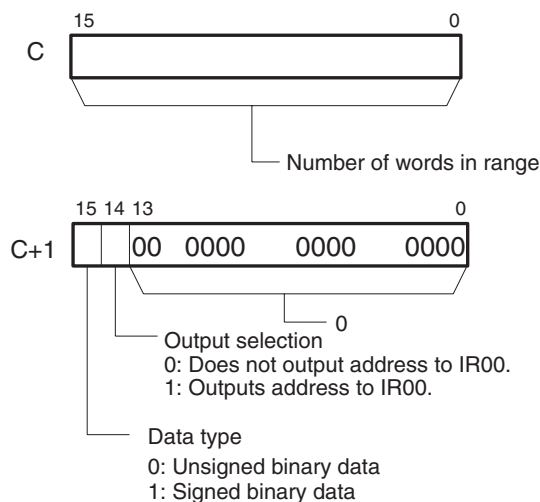 15 0
C
Number of words in range
15 14 13 0
C+1 00 0000 0000 0000
0
Output selection
0: Does not output address to IR00.
1: Outputs address to IR00.
Data type
0: Unsigned binary data
1: Signed binary data